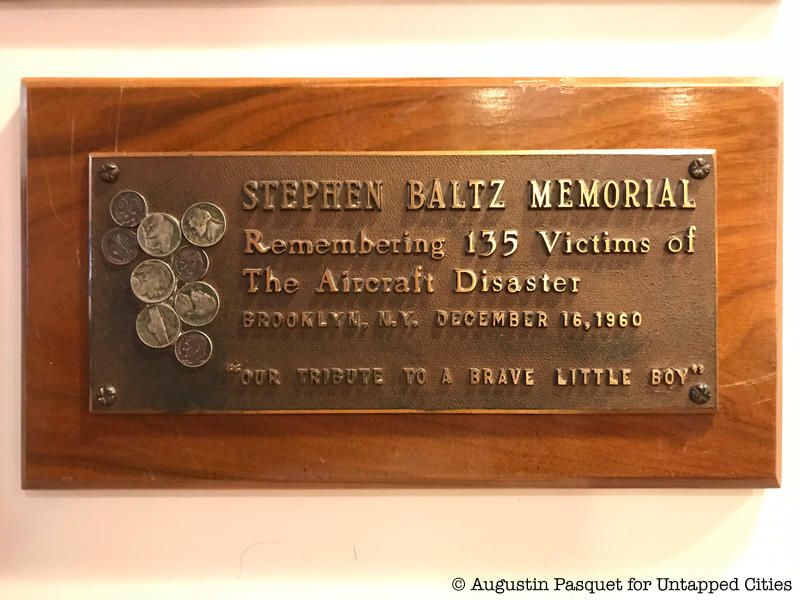 STEPHEN BALTZ MEMORIAL
Remembering 135 Victims of
The Aircraft Disaster
BROOKLYN, N.Y. DECEMBER 16, 1960
"OUR TRIBUTE TO A BRAVE LITTLE BOY"
© Augustin Pasquet for Untapped Cities